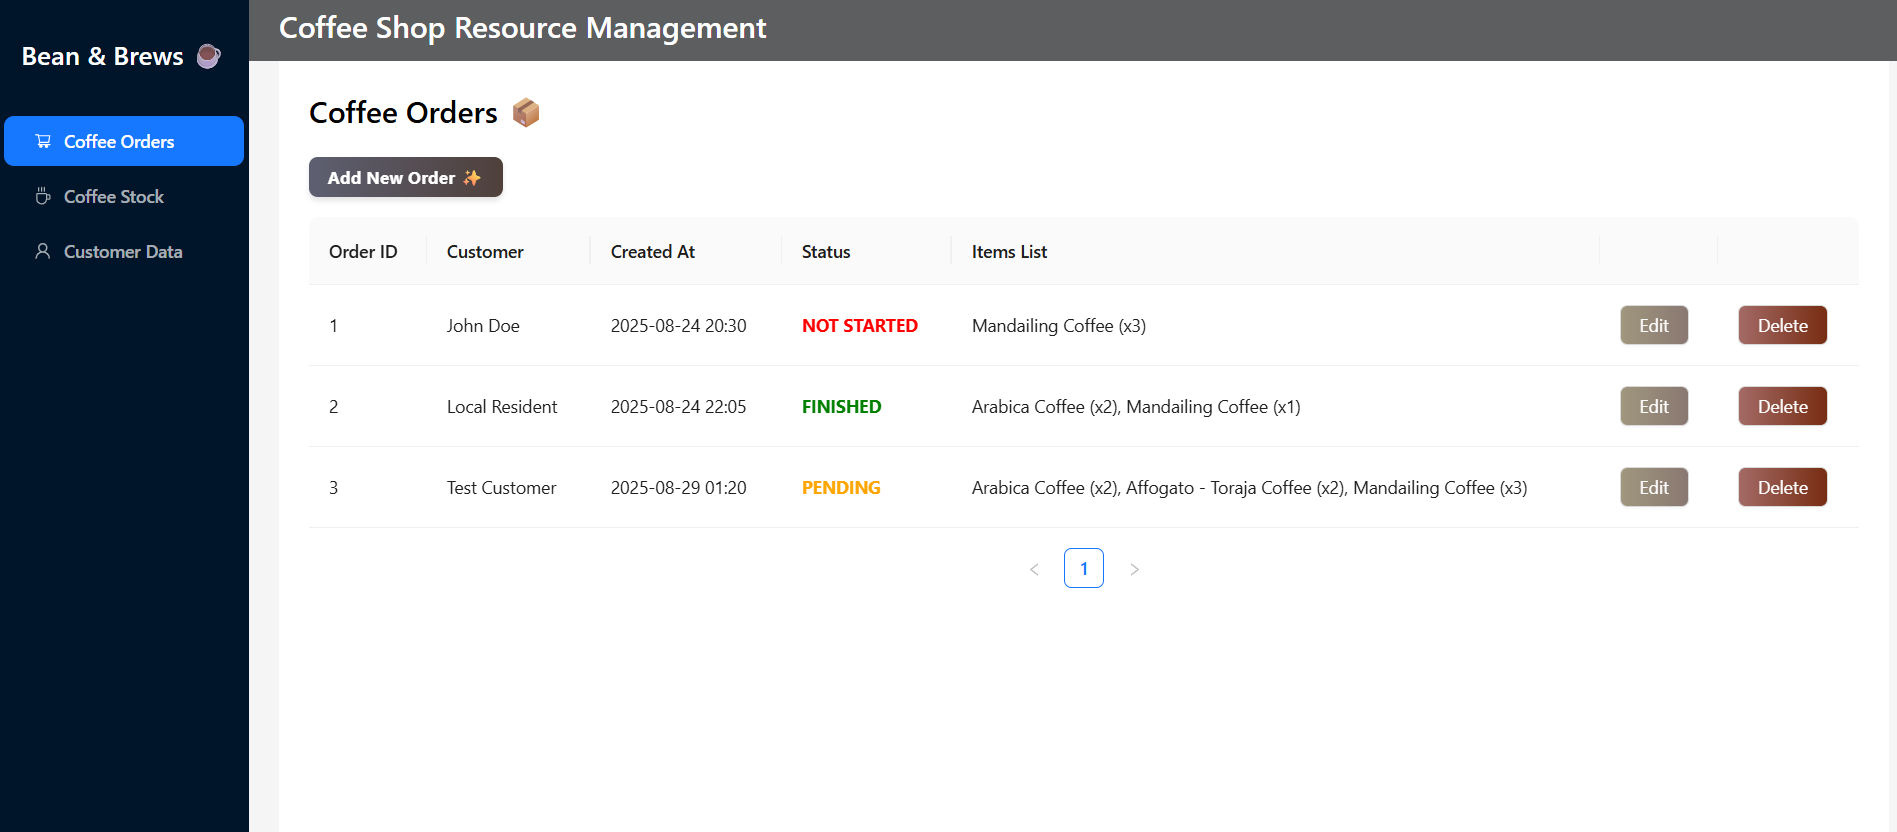 Coffee Shop Resource Management
Bean & Brews
Coffee Orders
Coffee Stock
Customer Data
Coffee Orders
Add New Order
Order ID Customer Created At Status Items List
1 John Doe 2025-08-24 20:30 NOT STARTED Mandailing Coffee (x3) Edit Delete
2 Local Resident 2025-08-24 22:05 FINISHED Arabica Coffee (x2), Mandailing Coffee (x1) Edit Delete
3 Test Customer 2025-08-29 01:20 PENDING Arabica Coffee (x2), Affogato - Toraja Coffee (x2), Mandailing Coffee (x3) Edit Delete
< 1 >